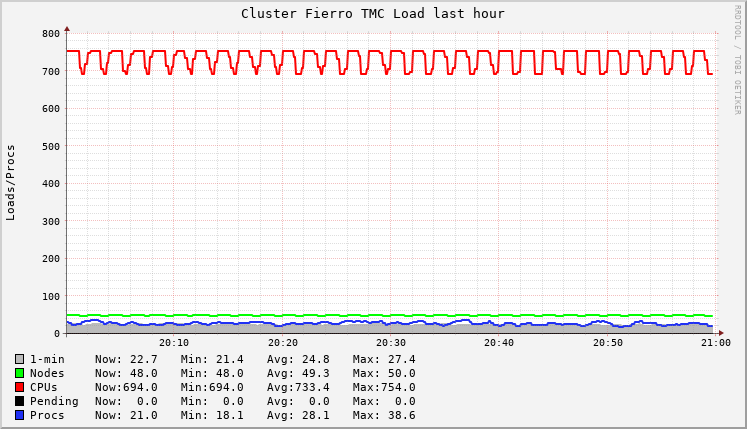 Cluster Fierro TMC Load last hour
RRDTOOL / TOBI OETIKER
Loads/Procs
800
700
600
500
400
300
200
100
0
20:10 20:20 20:30 20:40 20:50 21:00
1-min Now: 22.7 Min: 21.4 Avg: 24.8 Max: 27.4
Nodes Now: 48.0 Min: 48.0 Avg: 49.3 Max: 50.0
CPUs Now:694.0 Min:694.0 Avg:733.4 Max:754.0
Pending Now: 0.0 Min: 0.0 Avg: 0.0 Max: 0.0
Procs Now: 21.0 Min: 18.1 Avg: 28.1 Max: 38.6